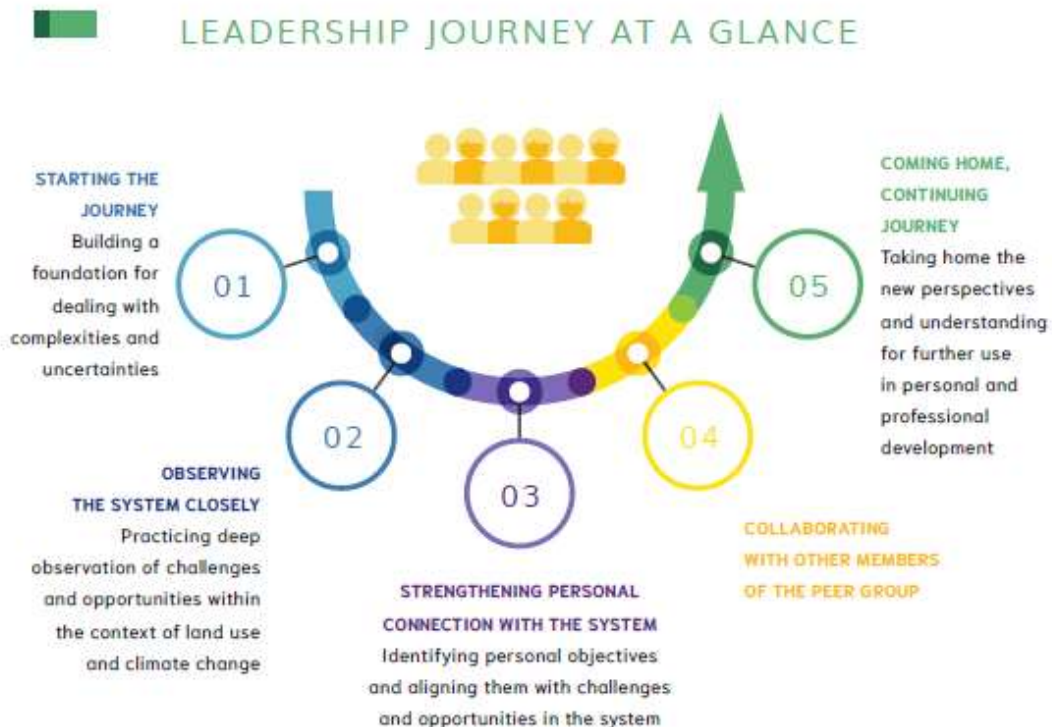 LEADERSHIP JOURNEY AT A GLANCE
STARTING THE
JOURNEY
Building a
foundation for
dealing with
complexities and
uncertainties
01
OBSERVING
THE SYSTEM CLOSELY
Practicing deep
observation of challenges
and opportunities within
the context of land use
and climate change
02
STRENGTHENING PERSONAL
CONNECTION WITH THE SYSTEM
Identifying personal objectives
and aligning them with challenges
and opportunities in the system
03
COLLABORATING
WITH OTHER MEMBERS
OF THE PEER GROUP
04
COMING HOME,
CONTINUING
JOURNEY
Taking home the
new perspectives
and understanding
for further use
in personal and
professional
development
05